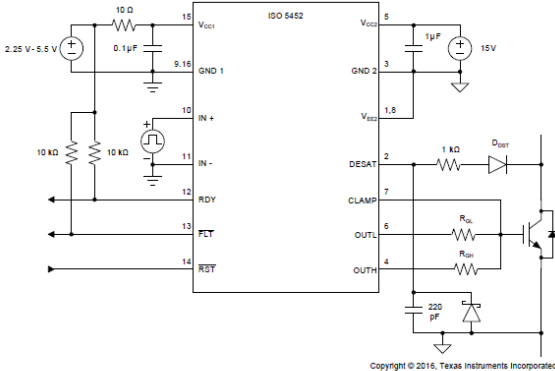 10 Ω
15
VCC1
ISO 5452
VCC2
5
2.25 V- 5.5 V
0.1µF
1µF
15V
9,16
GND 1
GND 2
3
10
IN +
VEE2
1,8
10 kΩ
10 kΩ
11
IN -
DESAT
2
1 kΩ
DDST
12
RDY
CLAMP
7
13
FLT
OUTL
6
RGL
14
RST
OUTH
4
RGH
220
pF
Copyright © 2016, Texas Instruments Incorporated